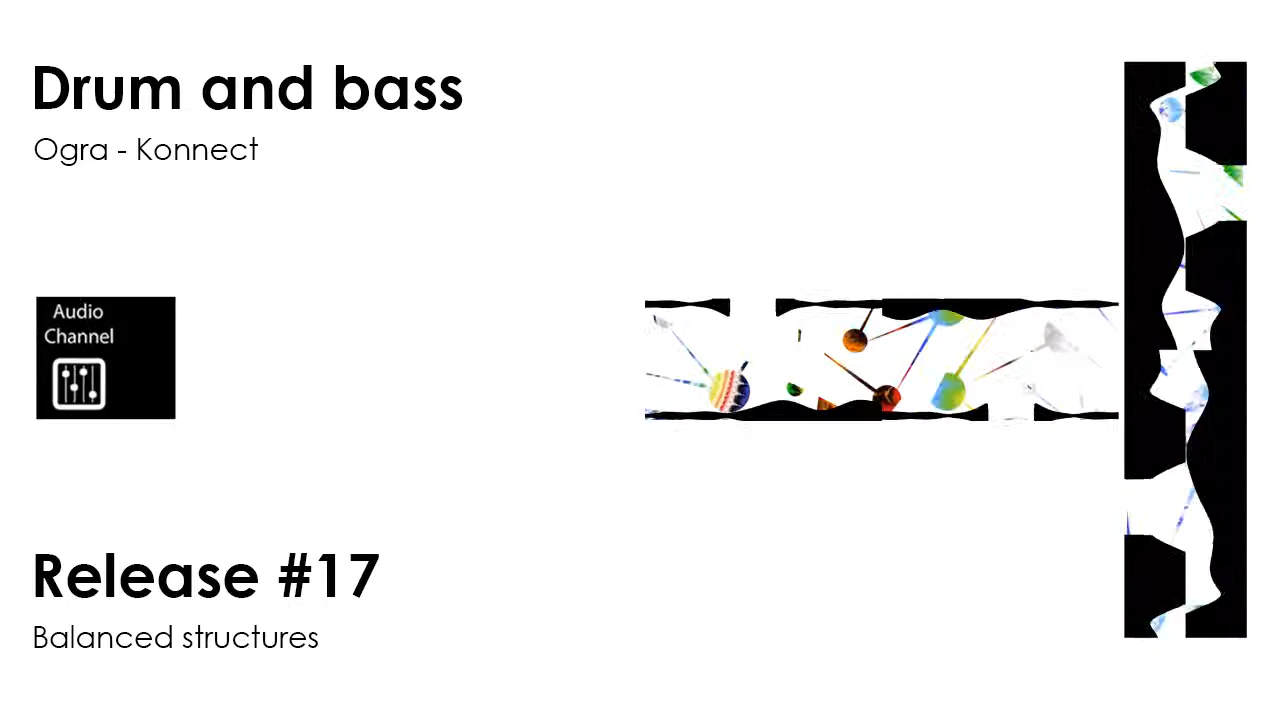 Drum and bass
Ogra - Konnect
Audio
Channel
Release #17
Balanced structures